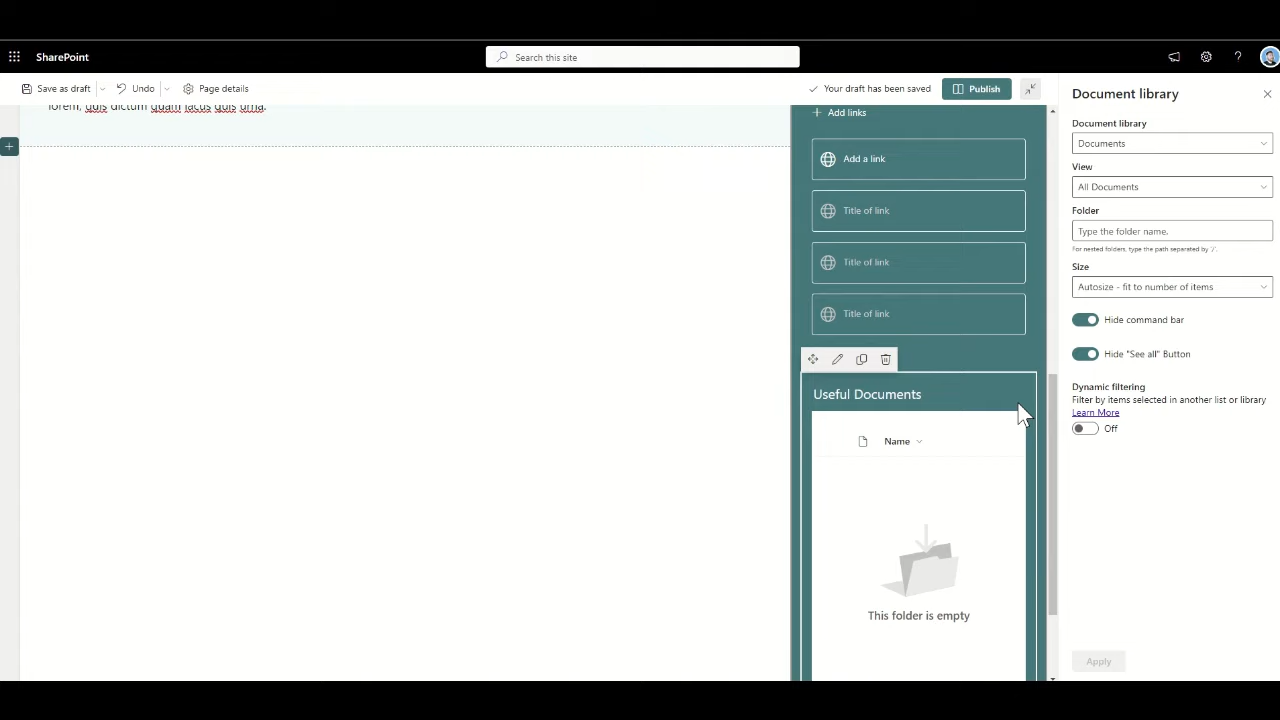 SharePoint
Search this site
Save as draft
Undo
Page details
Your draft has been saved
Publish
lorem, quis dictum quam lacus quis urna.
Add links
Add a link
Title of link
Title of link
Title of link
Useful Documents
Name
This folder is empty
Document library
Document library
Documents
View
All Documents
Folder
Type the folder name.
For nested folders, type the path separated by '/'.
Size
Autosize - fit to number of items
Hide command bar
Hide "See all" Button
Dynamic filtering
Filter by items selected in another list or library
Learn More
Off
Apply